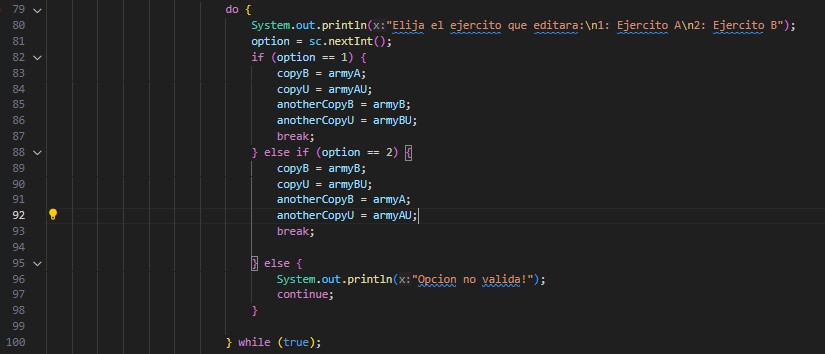 79 do {
80 System.out.println(x:"Elija el ejercito que editara:\n1: Ejercito A\n2: Ejercito B");
81 option = sc.nextInt();
82 if (option == 1) {
83 copyB = armyA;
84 copyU = armyAU;
85 anotherCopyB = armyB;
86 anotherCopyU = armyBU;
87 break;
88 } else if (option == 2) {
89 copyB = armyB;
90 copyU = armyBU;
91 anotherCopyB = armyA;
92 anotherCopyU = armyAU;
93 break;
94
95 } else {
96 System.out.println(x:"Opcion no valida!");
97 continue;
98 }
99
100 } while (true);